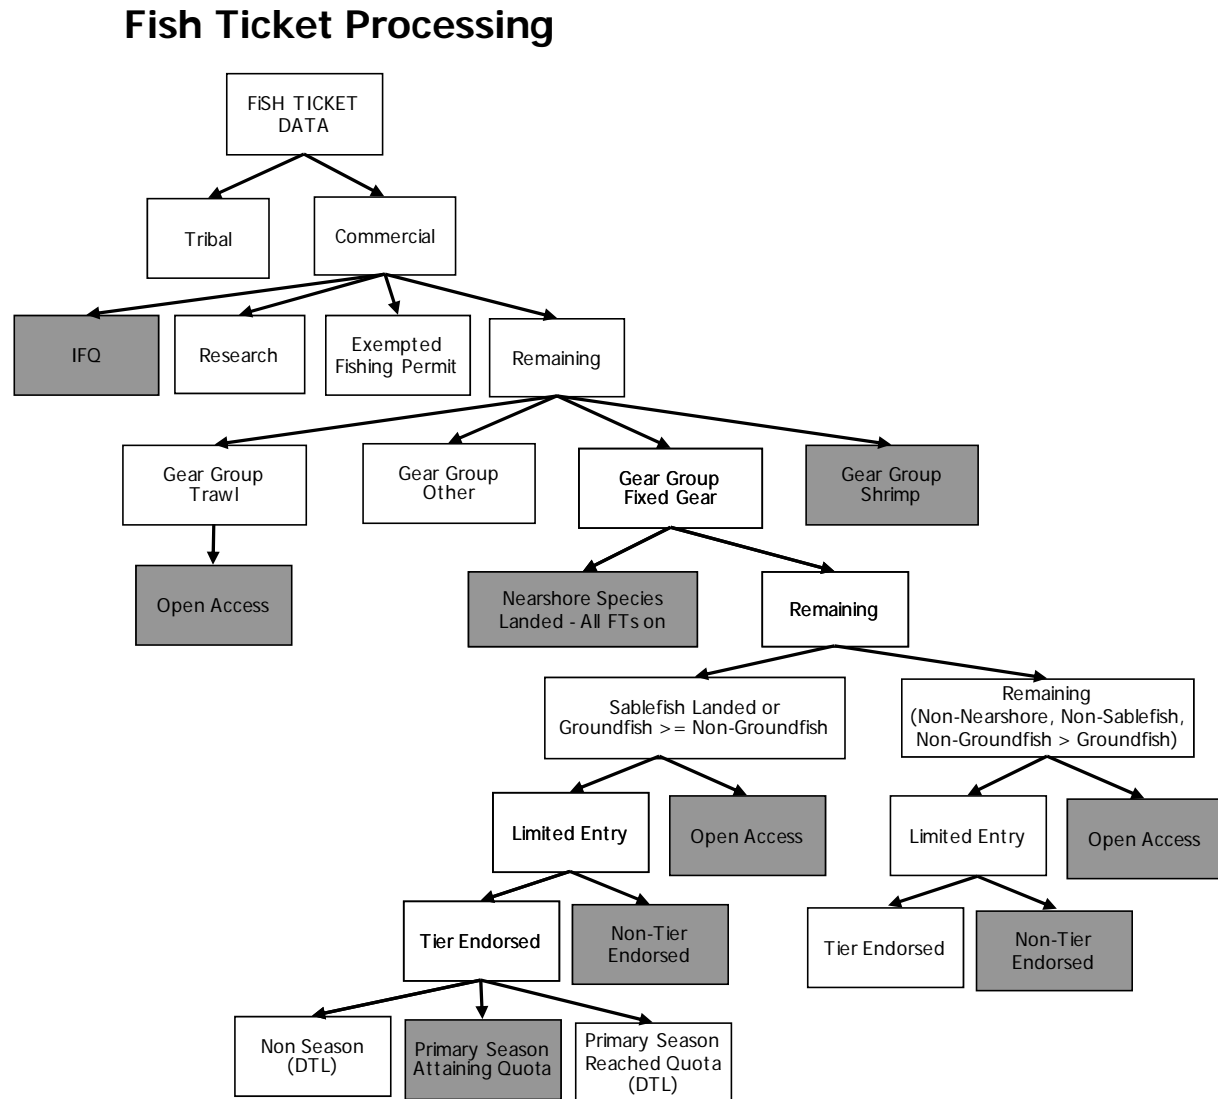 Fish Ticket Processing
FiSH TICKET
DATA
Tribal
Commercial
IFQ
Research
Exempted
Fishing Permit
Remaining
Gear Group
Trawl
Gear Group
Other
Gear Group
Fixed Gear
Gear Group
Shrimp
Open Access
Nearshore Species
Landed - All FTs on
Remaining
Sablefish Landed or
Groundfish >= Non-Groundfish
Remaining
(Non-Nearshore, Non-Sablefish,
Non-Groundfish > Groundfish)
Limited Entry
Open Access
Limited Entry
Open Access
Tier Endorsed
Non-Tier
Endorsed
Tier Endorsed
Non-Tier
Endorsed
Non Season
(DTL)
Primary Season
Attaining Quota
Primary Season
Reached Quota
(DTL)